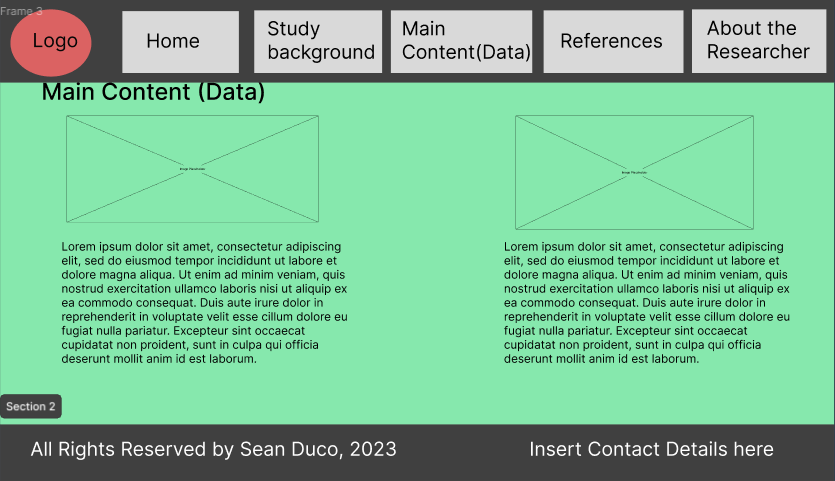 Frame 3
Logo
Home
Study
background
Main
Content(Data)
References
About the
Researcher
Main Content (Data)
Image Placeholder
Image Placeholder
Lorem ipsum dolor sit amet, consectetur adipiscing
elit, sed do eiusmod tempor incididunt ut labore et
dolore magna aliqua. Ut enim ad minim veniam, quis
nostrud exercitation ullamco laboris nisi ut aliquip ex
ea commodo consequat. Duis aute irure dolor in
reprehenderit in voluptate velit esse cillum dolore eu
fugiat nulla pariatur. Excepteur sint occaecat
cupidatat non proident, sunt in culpa qui officia
deserunt mollit anim id est laborum.
Lorem ipsum dolor sit amet, consectetur adipiscing
elit, sed do eiusmod tempor incididunt ut labore et
dolore magna aliqua. Ut enim ad minim veniam, quis
nostrud exercitation ullamco laboris nisi ut aliquip ex
ea commodo consequat. Duis aute irure dolor in
reprehenderit in voluptate velit esse cillum dolore eu
fugiat nulla pariatur. Excepteur sint occaecat
cupidatat non proident, sunt in culpa qui officia
deserunt mollit anim id est laborum.
Section 2
All Rights Reserved by Sean Duco, 2023
Insert Contact Details here